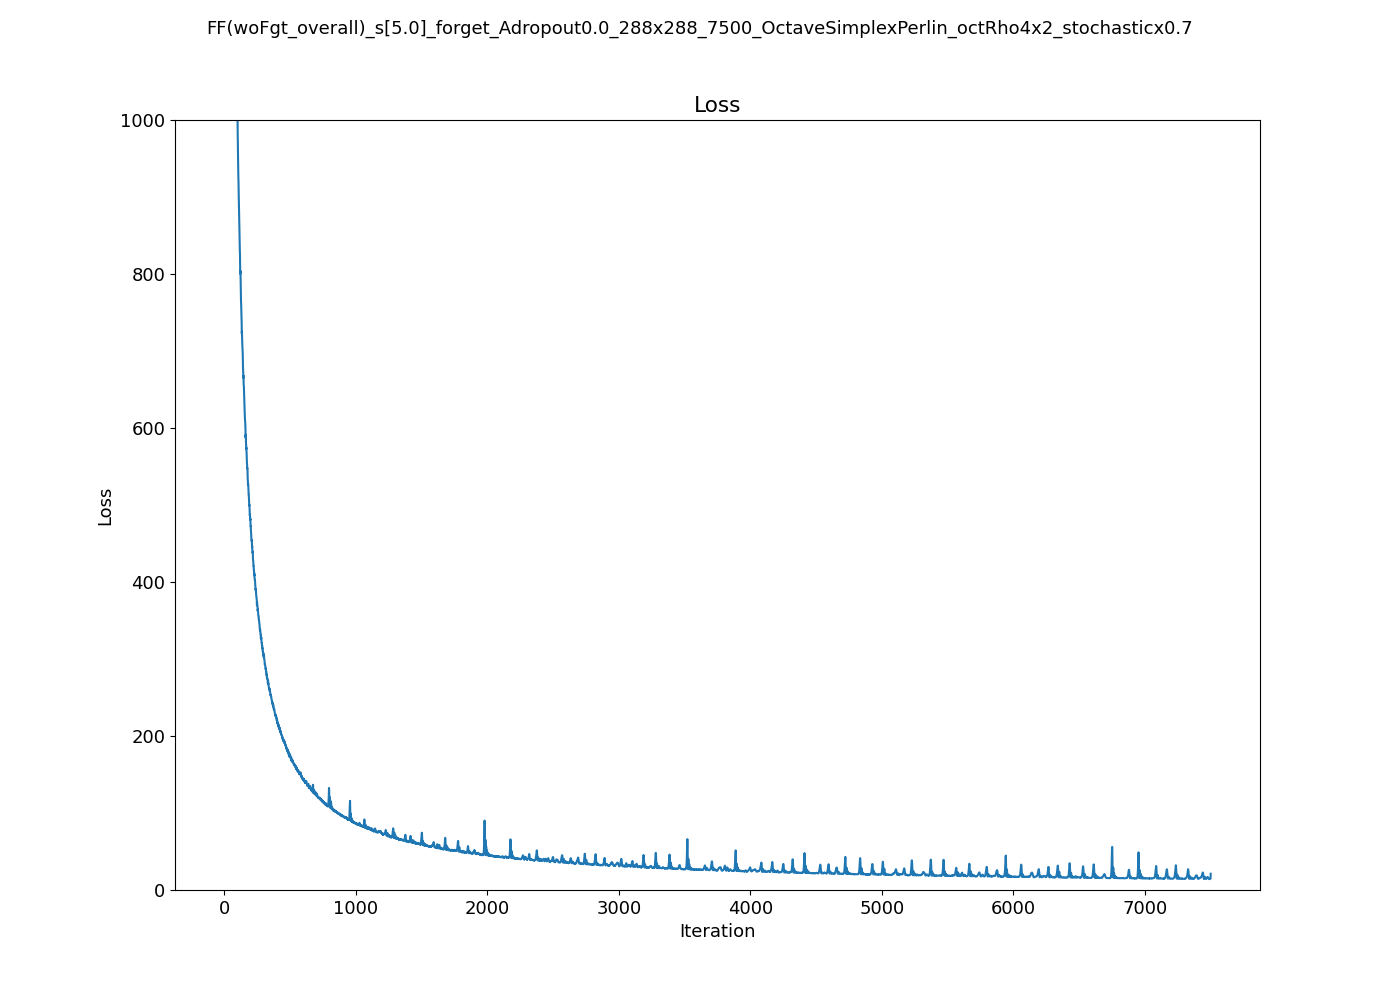 FF(woFgt_overall)_s[5.0]_forget_Adropout0.0_288x288_7500_OctaveSimplexPerlin_octRho4x2_stochasticx0.7
Loss
1000
800
600
400
200
0
Loss
0 1000 2000 3000 4000 5000 6000 7000
Iteration